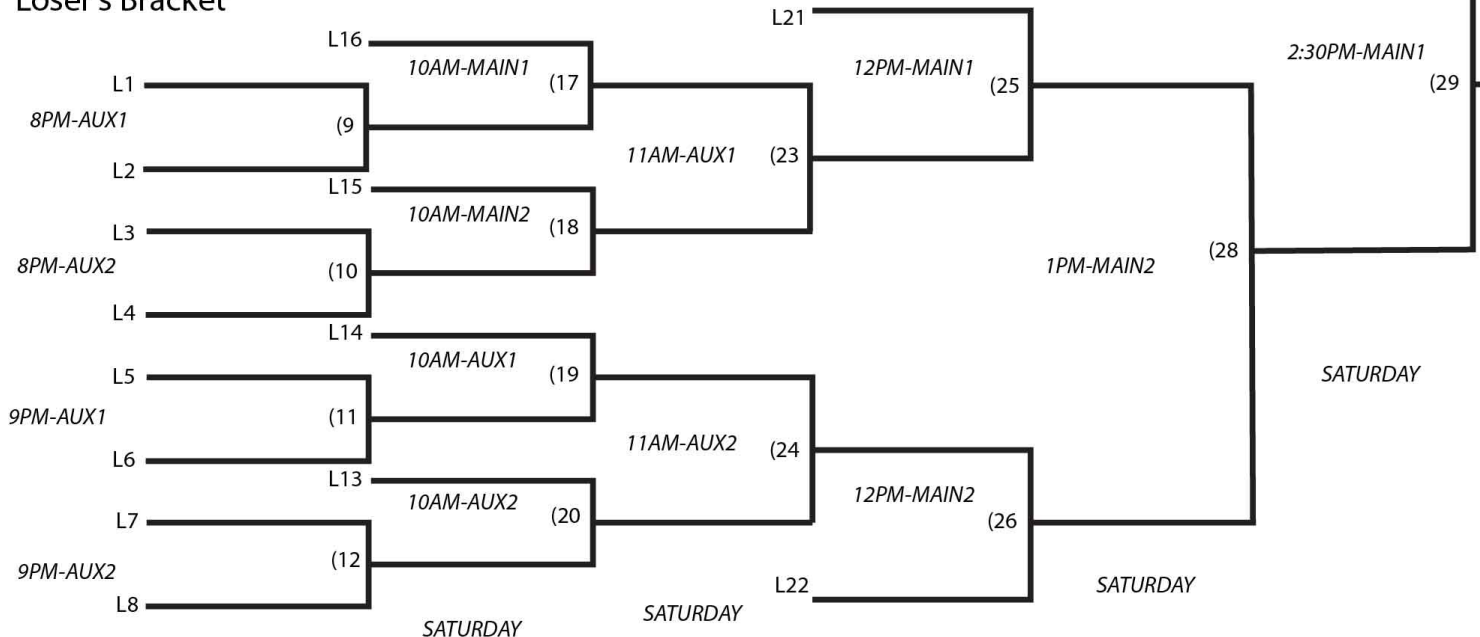 Loser's Bracket
L21
L16
10AM-MAIN1
(17
12PM-MAIN1
(25
2:30PM-MAIN1
(29
L1
8PM-AUX1
(9
L2
11AM-AUX1
(23
L15
10AM-MAIN2
(18
L3
8PM-AUX2
(10
L4
1PM-MAIN2
(28
L14
10AM-AUX1
(19
L5
9PM-AUX1
(11
L6
11AM-AUX2
(24
SATURDAY
L13
10AM-AUX2
(20
12PM-MAIN2
(26
L7
9PM-AUX2
(12
L8
L22
SATURDAY
SATURDAY
SATURDAY